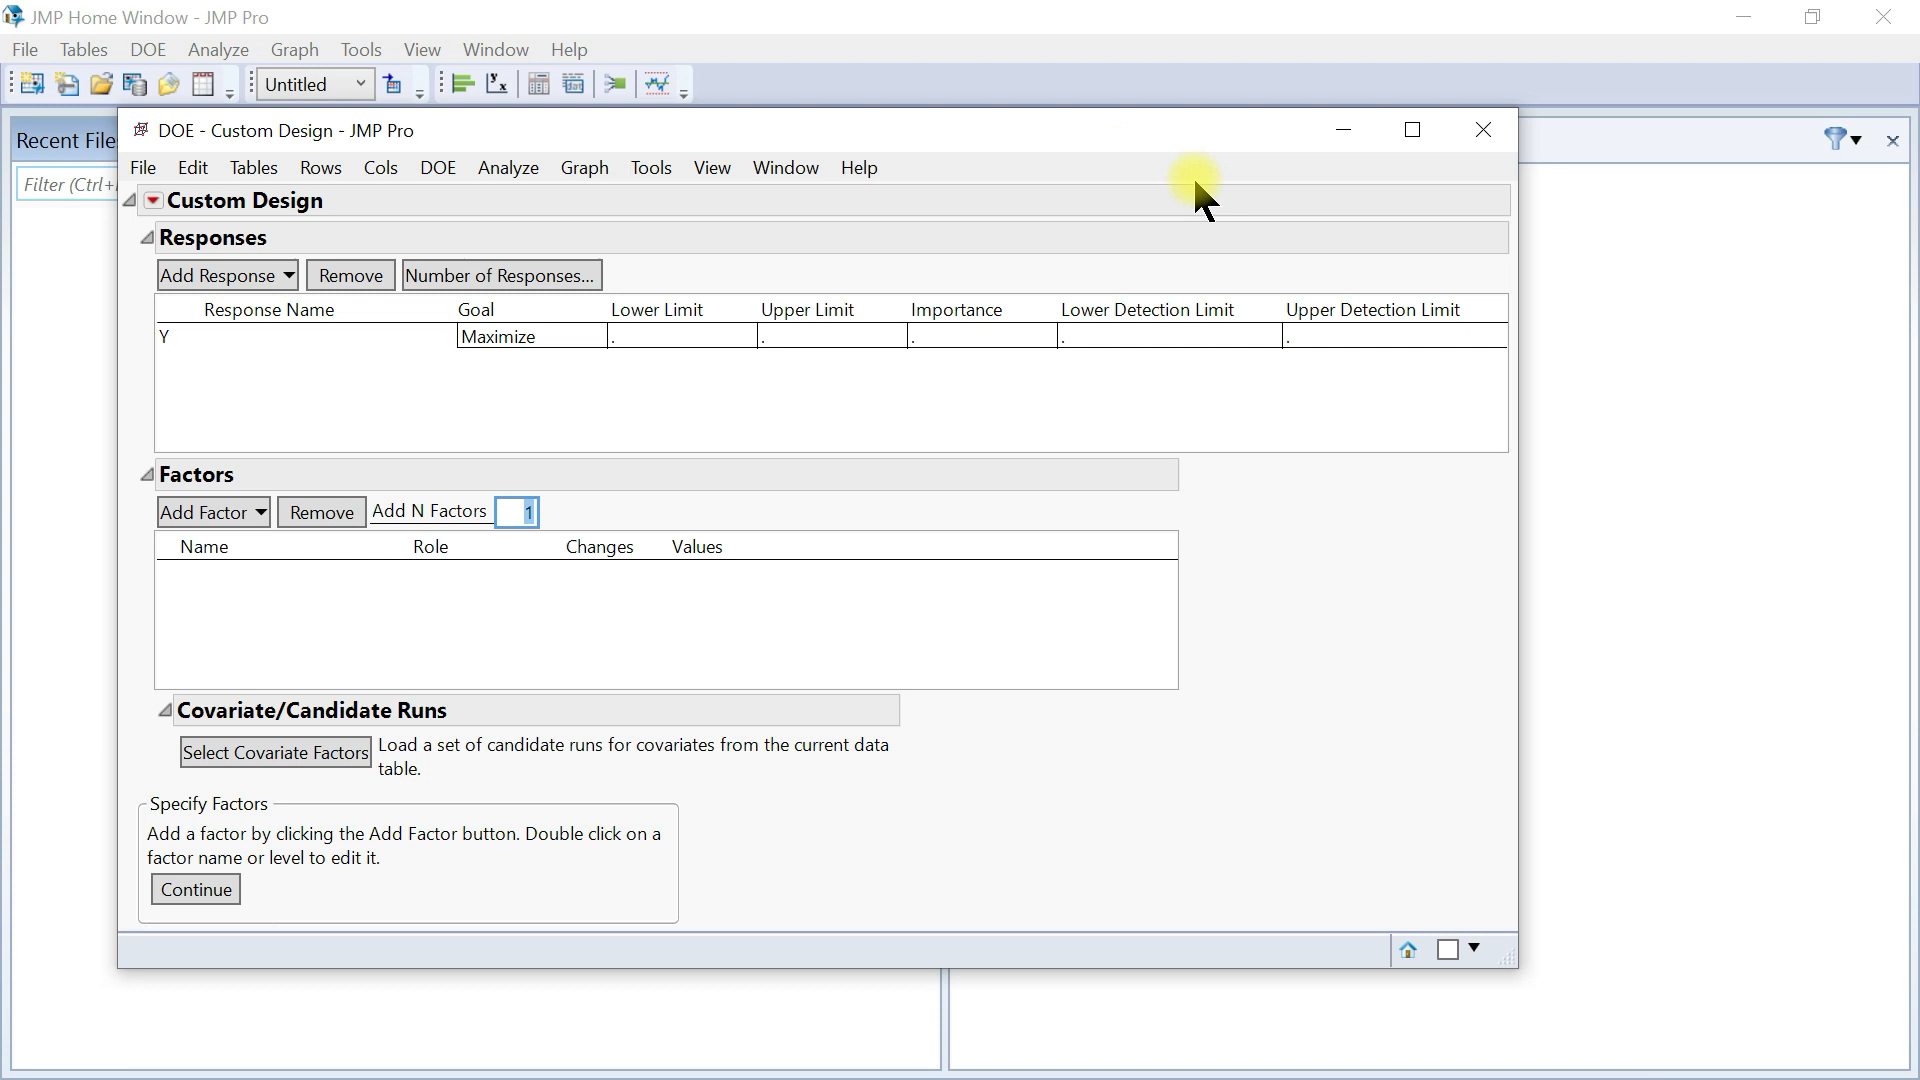 JMP Home Window - JMP Pro
File Tables DOE Analyze Graph Tools View Window Help
Untitled
Recent File
Filter (Ctrl+
DOE - Custom Design - JMP Pro
File Edit Tables Rows Cols DOE Analyze Graph Tools View Window Help
Custom Design
Responses
Add Response Remove Number of Responses...
Response Name Goal Lower Limit Upper Limit Importance Lower Detection Limit Upper Detection Limit
Y Maximize . . . . .
Factors
Add Factor Remove Add N Factors 1
Name Role Changes Values
Covariate/Candidate Runs
Select Covariate Factors Load a set of candidate runs for covariates from the current data
table.
Specify Factors
Add a factor by clicking the Add Factor button. Double click on a
factor name or level to edit it.
Continue